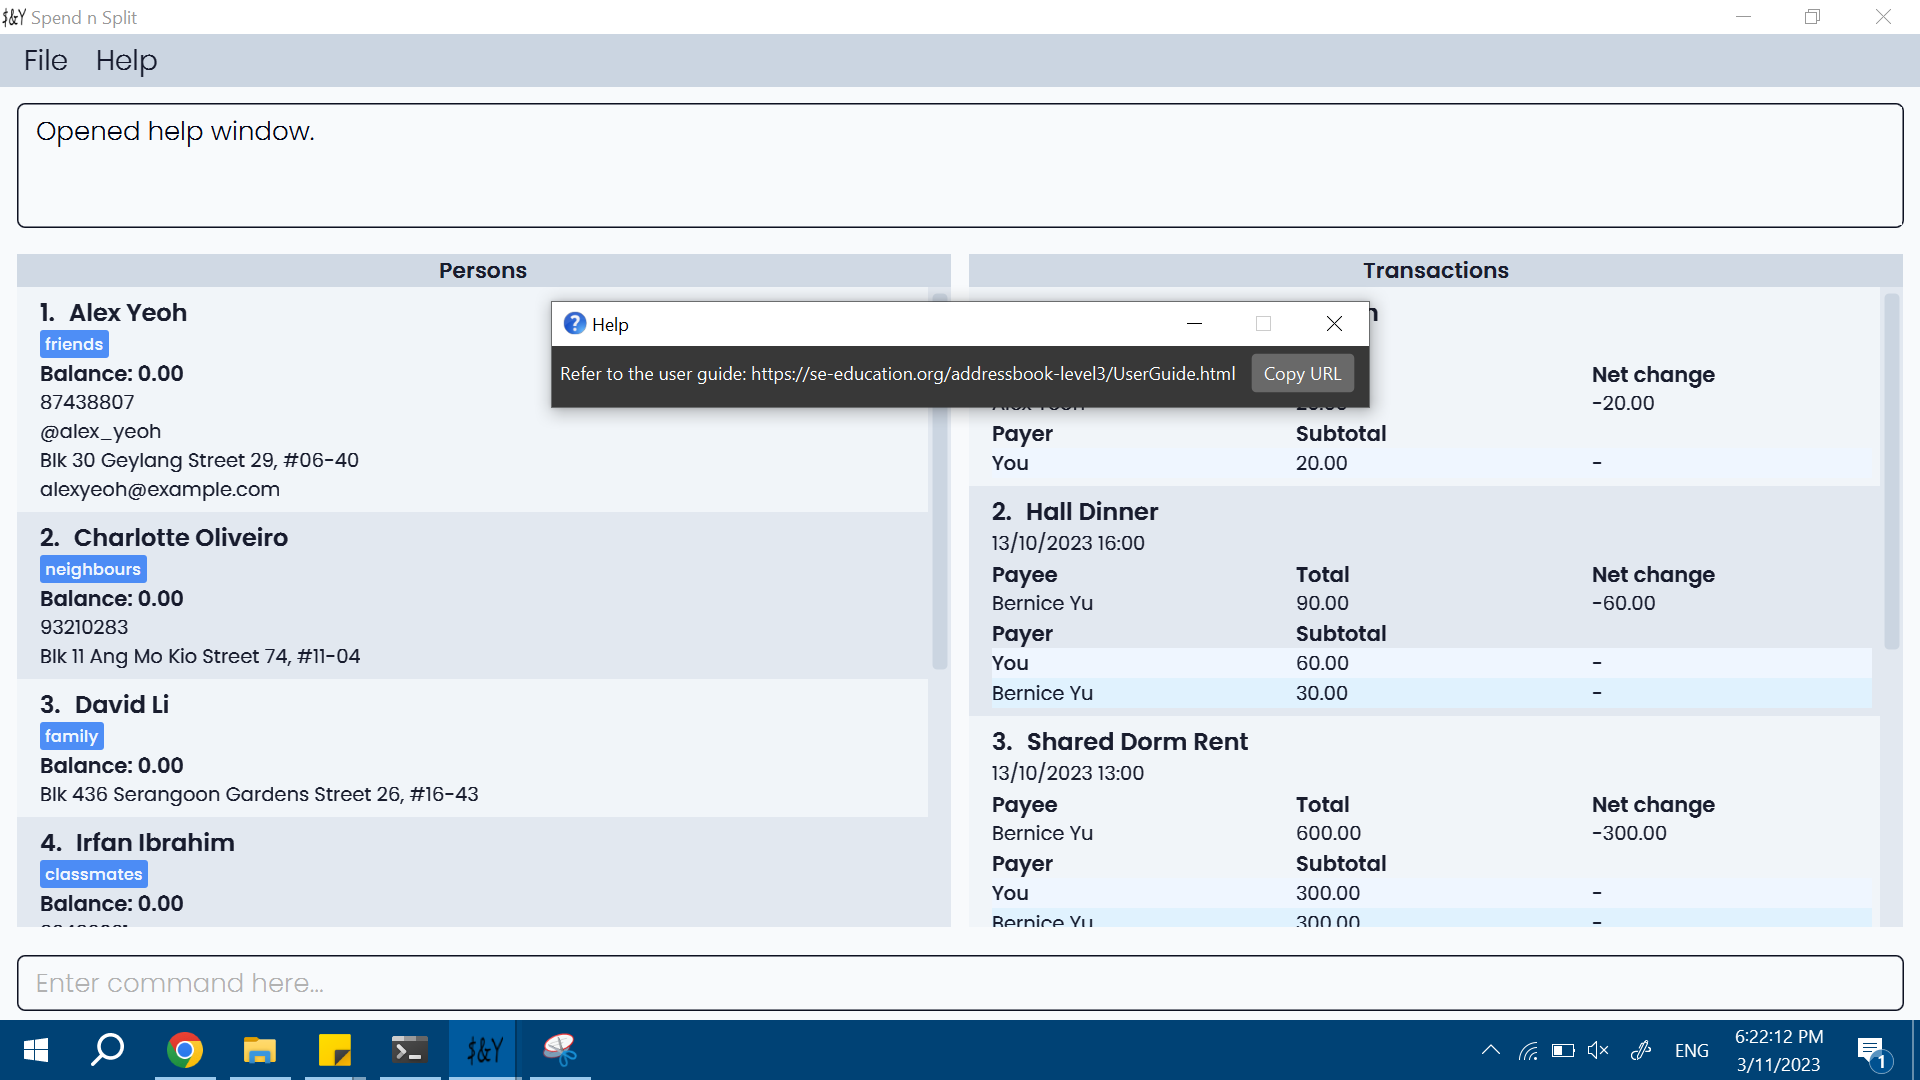 $&Y Spend n Split
File Help
Opened help window.
Persons
1. Alex Yeoh
friends
Balance: 0.00
87438807
@alex_yeoh
Blk 30 Geylang Street 29, #06-40
alexyeoh@example.com
2. Charlotte Oliveiro
neighbours
Balance: 0.00
93210283
Blk 11 Ang Mo Kio Street 74, #11-04
3. David Li
family
Balance: 0.00
Blk 436 Serangoon Gardens Street 26, #16-43
4. Irfan Ibrahim
classmates
Balance: 0.00
Help
Refer to the user guide: https://se-education.org/addressbook-level3/UserGuide.html Copy URL
Transactions
Net change
-20.00
Payer Subtotal
You 20.00 -
2. Hall Dinner
13/10/2023 16:00
Payee Total Net change
Bernice Yu 90.00 -60.00
Payer Subtotal
You 60.00 -
Bernice Yu 30.00 -
3. Shared Dorm Rent
13/10/2023 13:00
Payee Total Net change
Bernice Yu 600.00 -300.00
Payer Subtotal
You 300.00 -
Bernice Yu 300.00 -
Enter command here...
$&Y
ENG
6:22:12 PM
3/11/2023
1